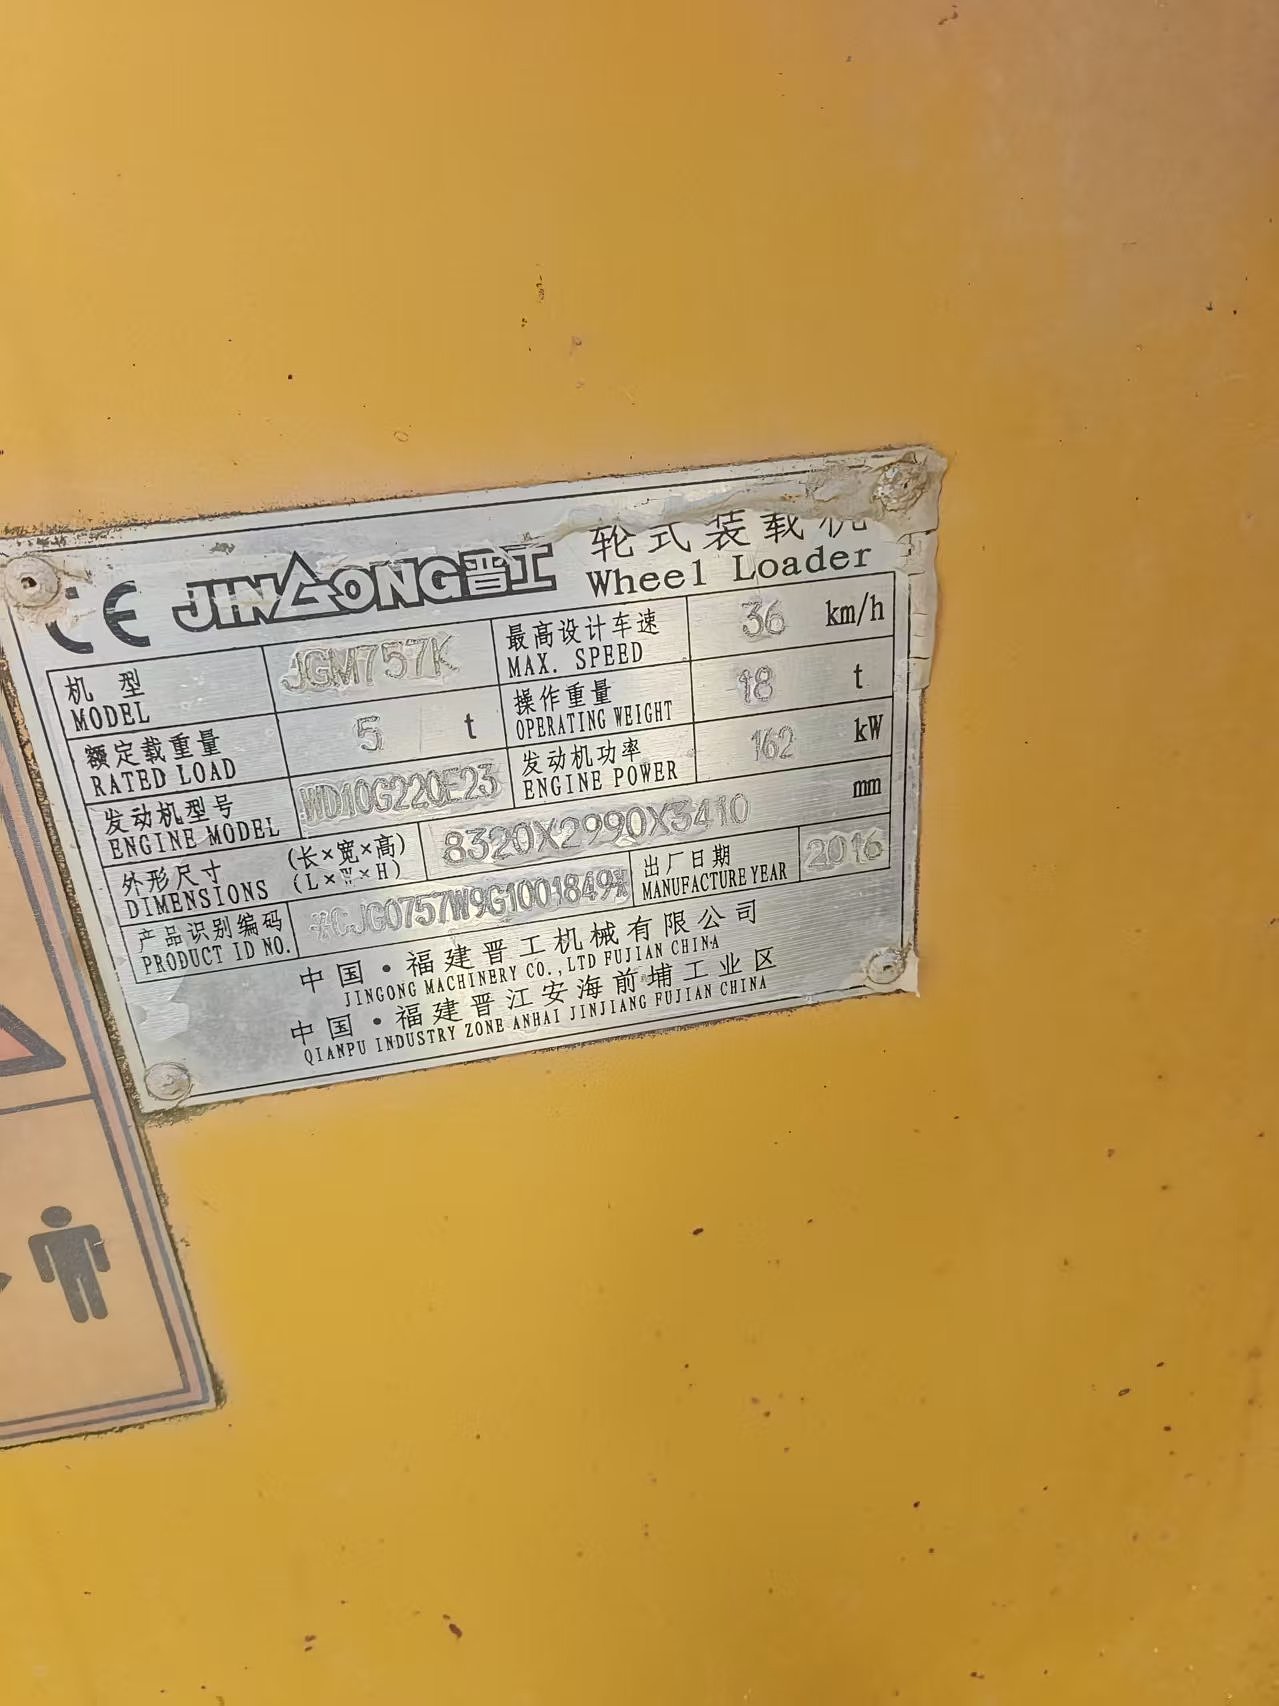 CE JINGONG晋工 轮式装载机
Wheel Loader
机 型 JGM757K 最高设计车速 36 km/h
MODEL MAX. SPEED
额定载重量 5 t 操作重量 18 t
RATED LOAD OPERATING WEIGHT
发动机型号 WD10G220E23 发动机功率 162 kW
ENGINE MODEL ENGINE POWER
外形尺寸 (长×宽×高) 8320X2990X3410 mm
DIMENSIONS (L×W×H)
产品识别编码 *CJG0757W9G1001849* 出厂日期 2016
PRODUCT ID NO. MANUFACTURE YEAR
中国·福建晋工机械有限公司
JINGONG MACHINERY CO.,LTD FUJIAN CHINA
中国·福建晋江安海前埔工业区
QIANPU INDUSTRY ZONE ANHAI JINJIANG FUJIAN CHINA